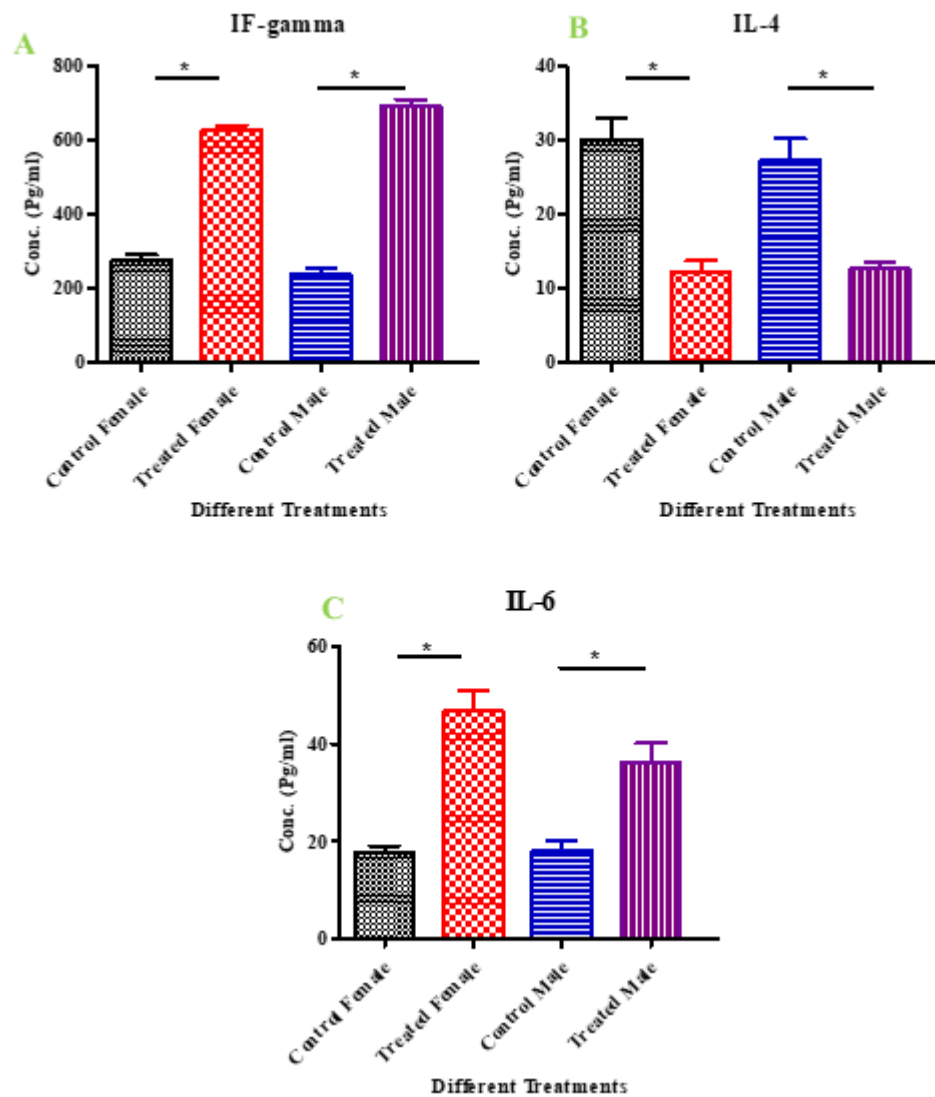 A
IF-gamma
*
*
800
600
400
200
0
Conc. (Pg/ml)
Control Female
Treated Female
Control Male
Treated Male
Different Treatments
B
IL-4
*
*
40
30
20
10
0
Conc. (Pg/ml)
Control Female
Treated Female
Control Male
Treated Male
Different Treatments
C
IL-6
*
*
60
40
20
0
Conc. (Pg/ml)
Control Female
Treated Female
Control Male
Treated Male
Different Treatments